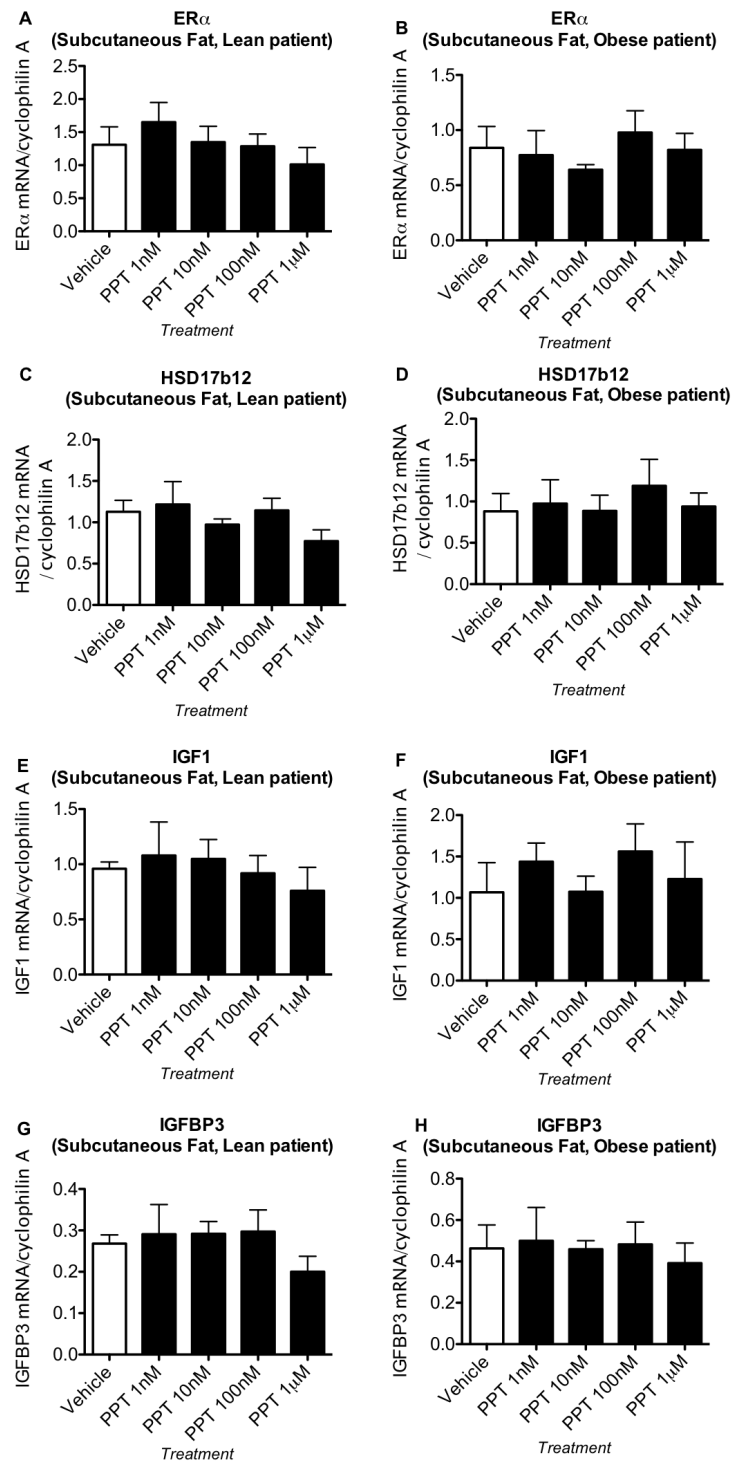 A
ERα
(Subcutaneous Fat, Lean patient)
ERα mRNA/cyclophilin A
2.5
2.0
1.5
1.0
0.5
0.0
Vehicle
PPT 1nM
PPT 10nM
PPT 100nM
PPT 1μM
Treatment
B
ERα
(Subcutaneous Fat, Obese patient)
ERα mRNA/cyclophilin A
1.5
1.0
0.5
0.0
Vehicle
PPT 1nM
PPT 10nM
PPT 100nM
PPT 1μM
Treatment
C
HSD17b12
(Subcutaneous Fat, Lean patient)
HSD17b12 mRNA
/ cyclophilin A
2.0
1.5
1.0
0.5
0.0
Vehicle
PPT 1nM
PPT 10nM
PPT 100nM
PPT 1μM
Treatment
D
HSD17b12
(Subcutaneous Fat, Obese patient)
HSD17b12 mRNA
/ cyclophilin A
2.0
1.5
1.0
0.5
0.0
Vehicle
PPT 1nM
PPT 10nM
PPT 100nM
PPT 1μM
Treatment
E
IGF1
(Subcutaneous Fat, Lean patient)
IGF1 mRNA/cyclophilin A
1.5
1.0
0.5
0.0
Vehicle
PPT 1nM
PPT 10nM
PPT 100nM
PPT 1μM
Treatment
F
IGF1
(Subcutaneous Fat, Obese patient)
IGF1 mRNA/cyclophilin A
2.0
1.5
1.0
0.5
0.0
Vehicle
PPT 1nM
PPT 10nM
PPT 100nM
PPT 1μM
Treatment
G
IGFBP3
(Subcutaneous Fat, Lean patient)
IGFBP3 mRNA/cyclophilin A
0.4
0.3
0.2
0.1
0.0
Vehicle
PPT 1nM
PPT 10nM
PPT 100nM
PPT 1μM
Treatment
H
IGFBP3
(Subcutaneous Fat, Obese patient)
IGFBP3 mRNA/cyclophilin A
0.8
0.6
0.4
0.4
0.0
Vehicle
PPT 1nM
PPT 10nM
PPT 100nM
PPT 1μM
Treatment